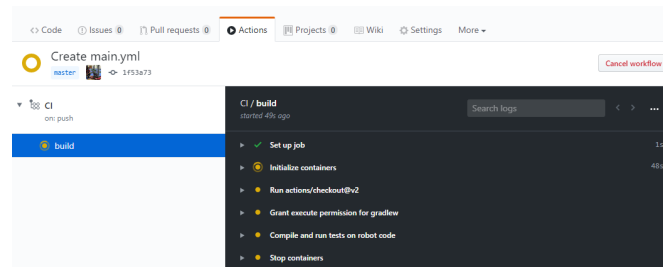 Code Issues 0 Pull requests 0 Actions Projects 0 Wiki Settings More
Create main.yml
Cancel workflow
master 1f53a73
CI
on: push
build
CI / build
started 49s ago
Search logs
Set up job 1s
Initialize containers 48s
Run actions/checkout@v2
Grant execute permission for gradlew
Compile and run tests on robot code
Stop containers